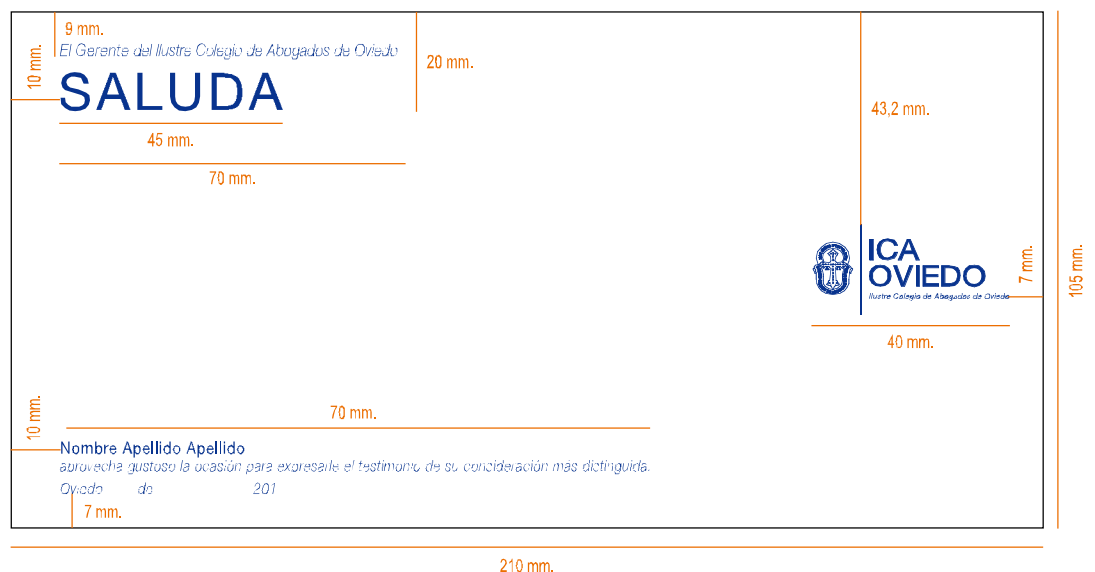 9 mm.
El Gerente del Ilustre Colegio de Abogados de Oviedo
10 mm.
20 mm.
SALUDA
45 mm.
70 mm.
43,2 mm.
ICA
OVIEDO
Ilustre Colegio de Abogados de Oviedo
7 mm.
105 mm.
40 mm.
70 mm.
10 mm.
Nombre Apellido Apellido
aprovecha gustoso la ocasión para expresarle el testimonio de su consideración más distinguida.
Oviedo de 201
7 mm.
210 mm.